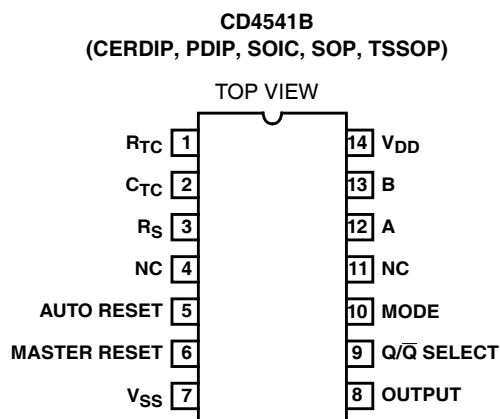 CD4541B
(CERDIP, PDIP, SOIC, SOP, TSSOP)
TOP VIEW
RTC 1 14 VDD
CTC 2 13 B
RS 3 12 A
NC 4 11 NC
AUTO RESET 5 10 MODE
MASTER RESET 6 9 Q/Q̅ SELECT
VSS 7 8 OUTPUT